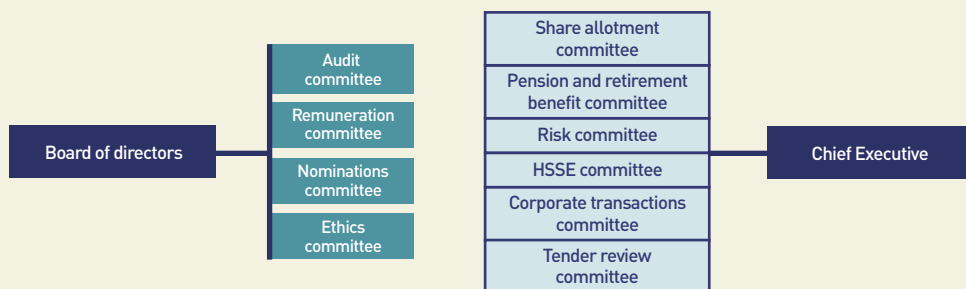 Board of directors
Audit
committee
Remuneration
committee
Nominations
committee
Ethics
committee
Share allotment
committee
Pension and retirement
benefit committee
Risk committee
HSSE committee
Corporate transactions
committee
Tender review
committee
Chief Executive